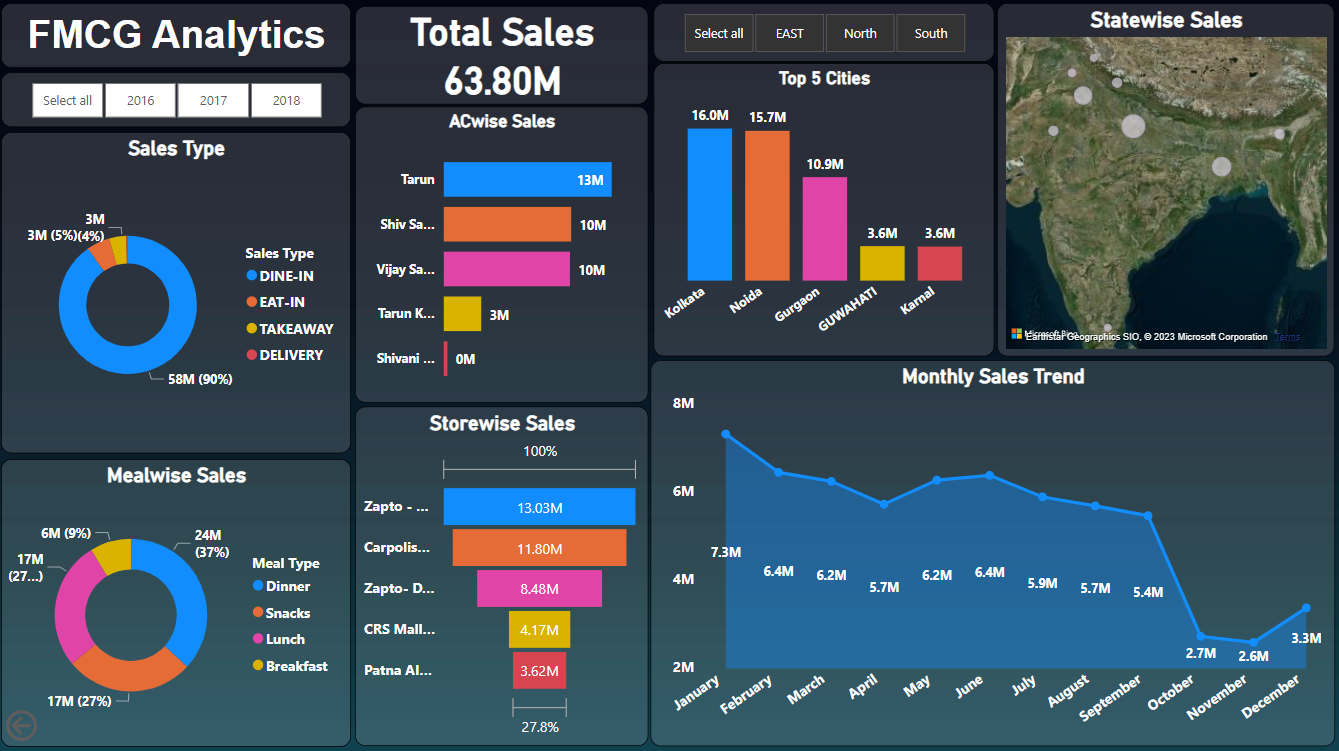 FMCG Analytics
Select all 2016 2017 2018
Total Sales
63.80M
Select all EAST North South
Statewise Sales
Earthstar Geographics SIO, © 2023 Microsoft Corporation Terms
Microsoft Bing
Sales Type
3M
3M (5%)
(4%)
58M (90%)
Sales Type
DINE-IN
EAT-IN
TAKEAWAY
DELIVERY
ACwise Sales
Tarun 13M
Shiv Sa... 10M
Vijay Sa... 10M
Tarun K... 3M
Shivani ... 0M
Top 5 Cities
16.0M
15.7M
10.9M
3.6M
3.6M
Kolkata
Noida
Gurgaon
GUWAHATI
Karnal
Mealwise Sales
6M (9%)
24M
(37%)
17M
(27...)
17M (27%)
Meal Type
Dinner
Snacks
Lunch
Breakfast
Storewise Sales
100%
Zapto - ... 13.03M
Carpolis... 11.80M
Zapto- D... 8.48M
CRS Mall... 4.17M
Patna Al... 3.62M
27.8%
Monthly Sales Trend
8M
6M
4M
2M
7.3M
6.4M
6.2M
5.7M
6.2M
6.4M
5.9M
5.7M
5.4M
2.7M
2.6M
3.3M
January
February
March
April
May
June
July
August
September
October
November
December